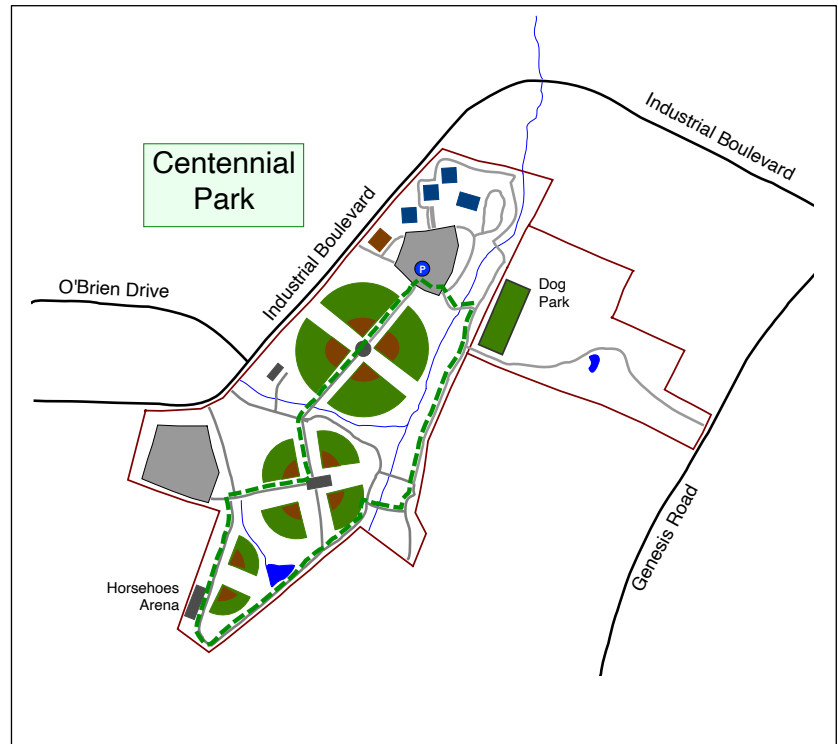 Industrial Boulevard
Centennial
Park
Industrial Boulevard
O'Brien Drive
P
Dog
Park
Genesis Road
Horsehoes
Arena